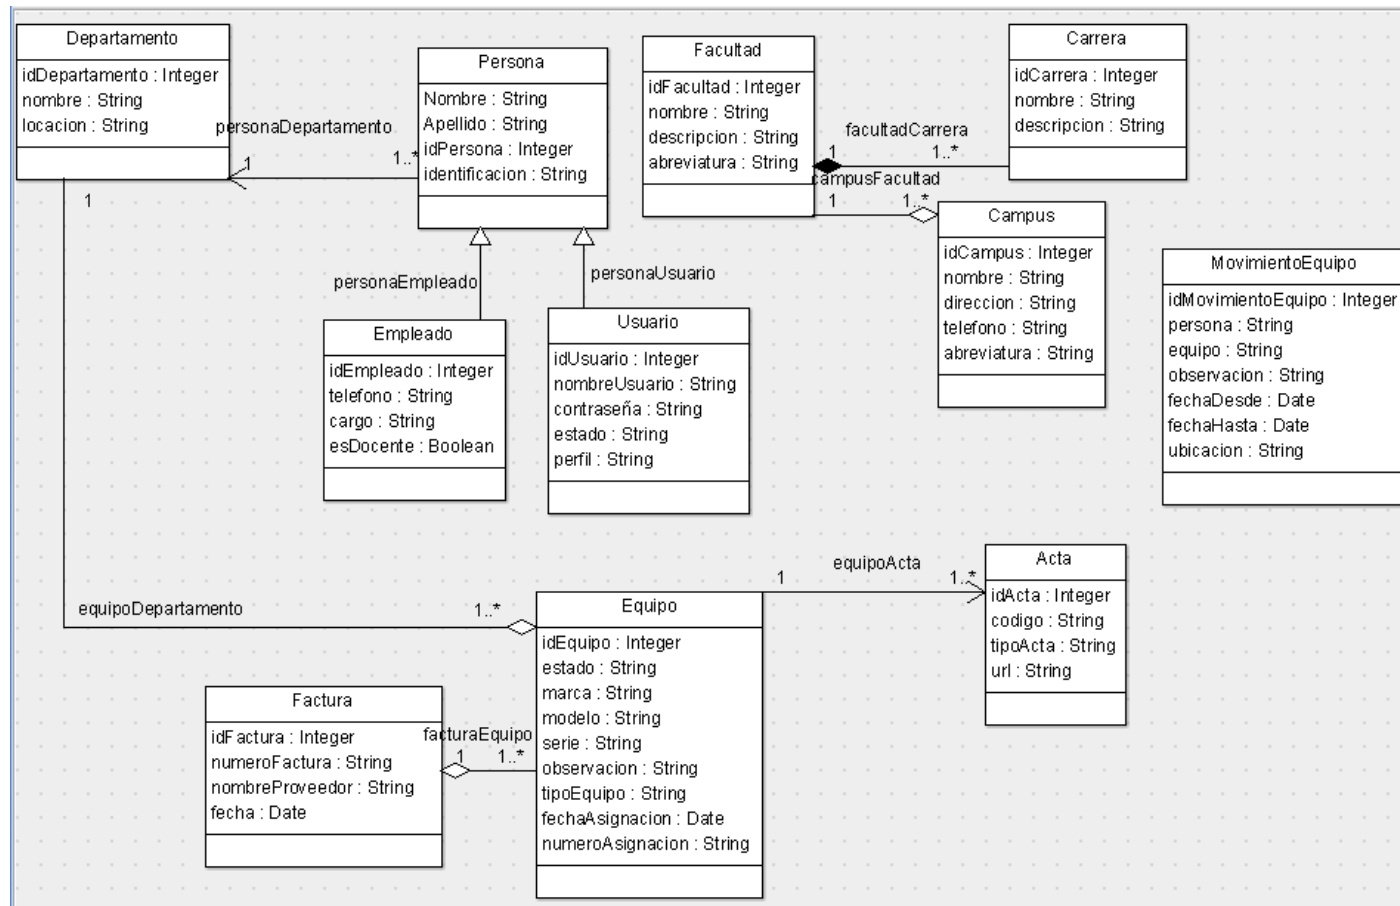 Departamento
idDepartamento : Integer
nombre : String
locacion : String
personaDepartamento
1
1..*
1
Persona
Nombre : String
Apellido : String
idPersona : Integer
identificacion : String
Facultad
idFacultad : Integer
nombre : String
descripcion : String
abreviatura : String
facultadCarrera
1
1..*
Carrera
idCarrera : Integer
nombre : String
descripcion : String
campusFacultad
1
1..*
Campus
idCampus : Integer
nombre : String
direccion : String
telefono : String
abreviatura : String
MovimientoEquipo
idMovimientoEquipo : Integer
persona : String
equipo : String
observacion : String
fechaDesde : Date
fechaHasta : Date
ubicacion : String
personaEmpleado
personaUsuario
Empleado
idEmpleado : Integer
telefono : String
cargo : String
esDocente : Boolean
Usuario
idUsuario : Integer
nombreUsuario : String
contraseña : String
estado : String
perfil : String
equipoActa
1
1..*
Acta
idActa : Integer
codigo : String
tipoActa : String
url : String
equipoDepartamento
1..*
Equipo
idEquipo : Integer
estado : String
marca : String
modelo : String
serie : String
observacion : String
tipoEquipo : String
fechaAsignacion : Date
numeroAsignacion : String
Factura
idFactura : Integer
numeroFactura : String
nombreProveedor : String
fecha : Date
facturaEquipo
1
1..*